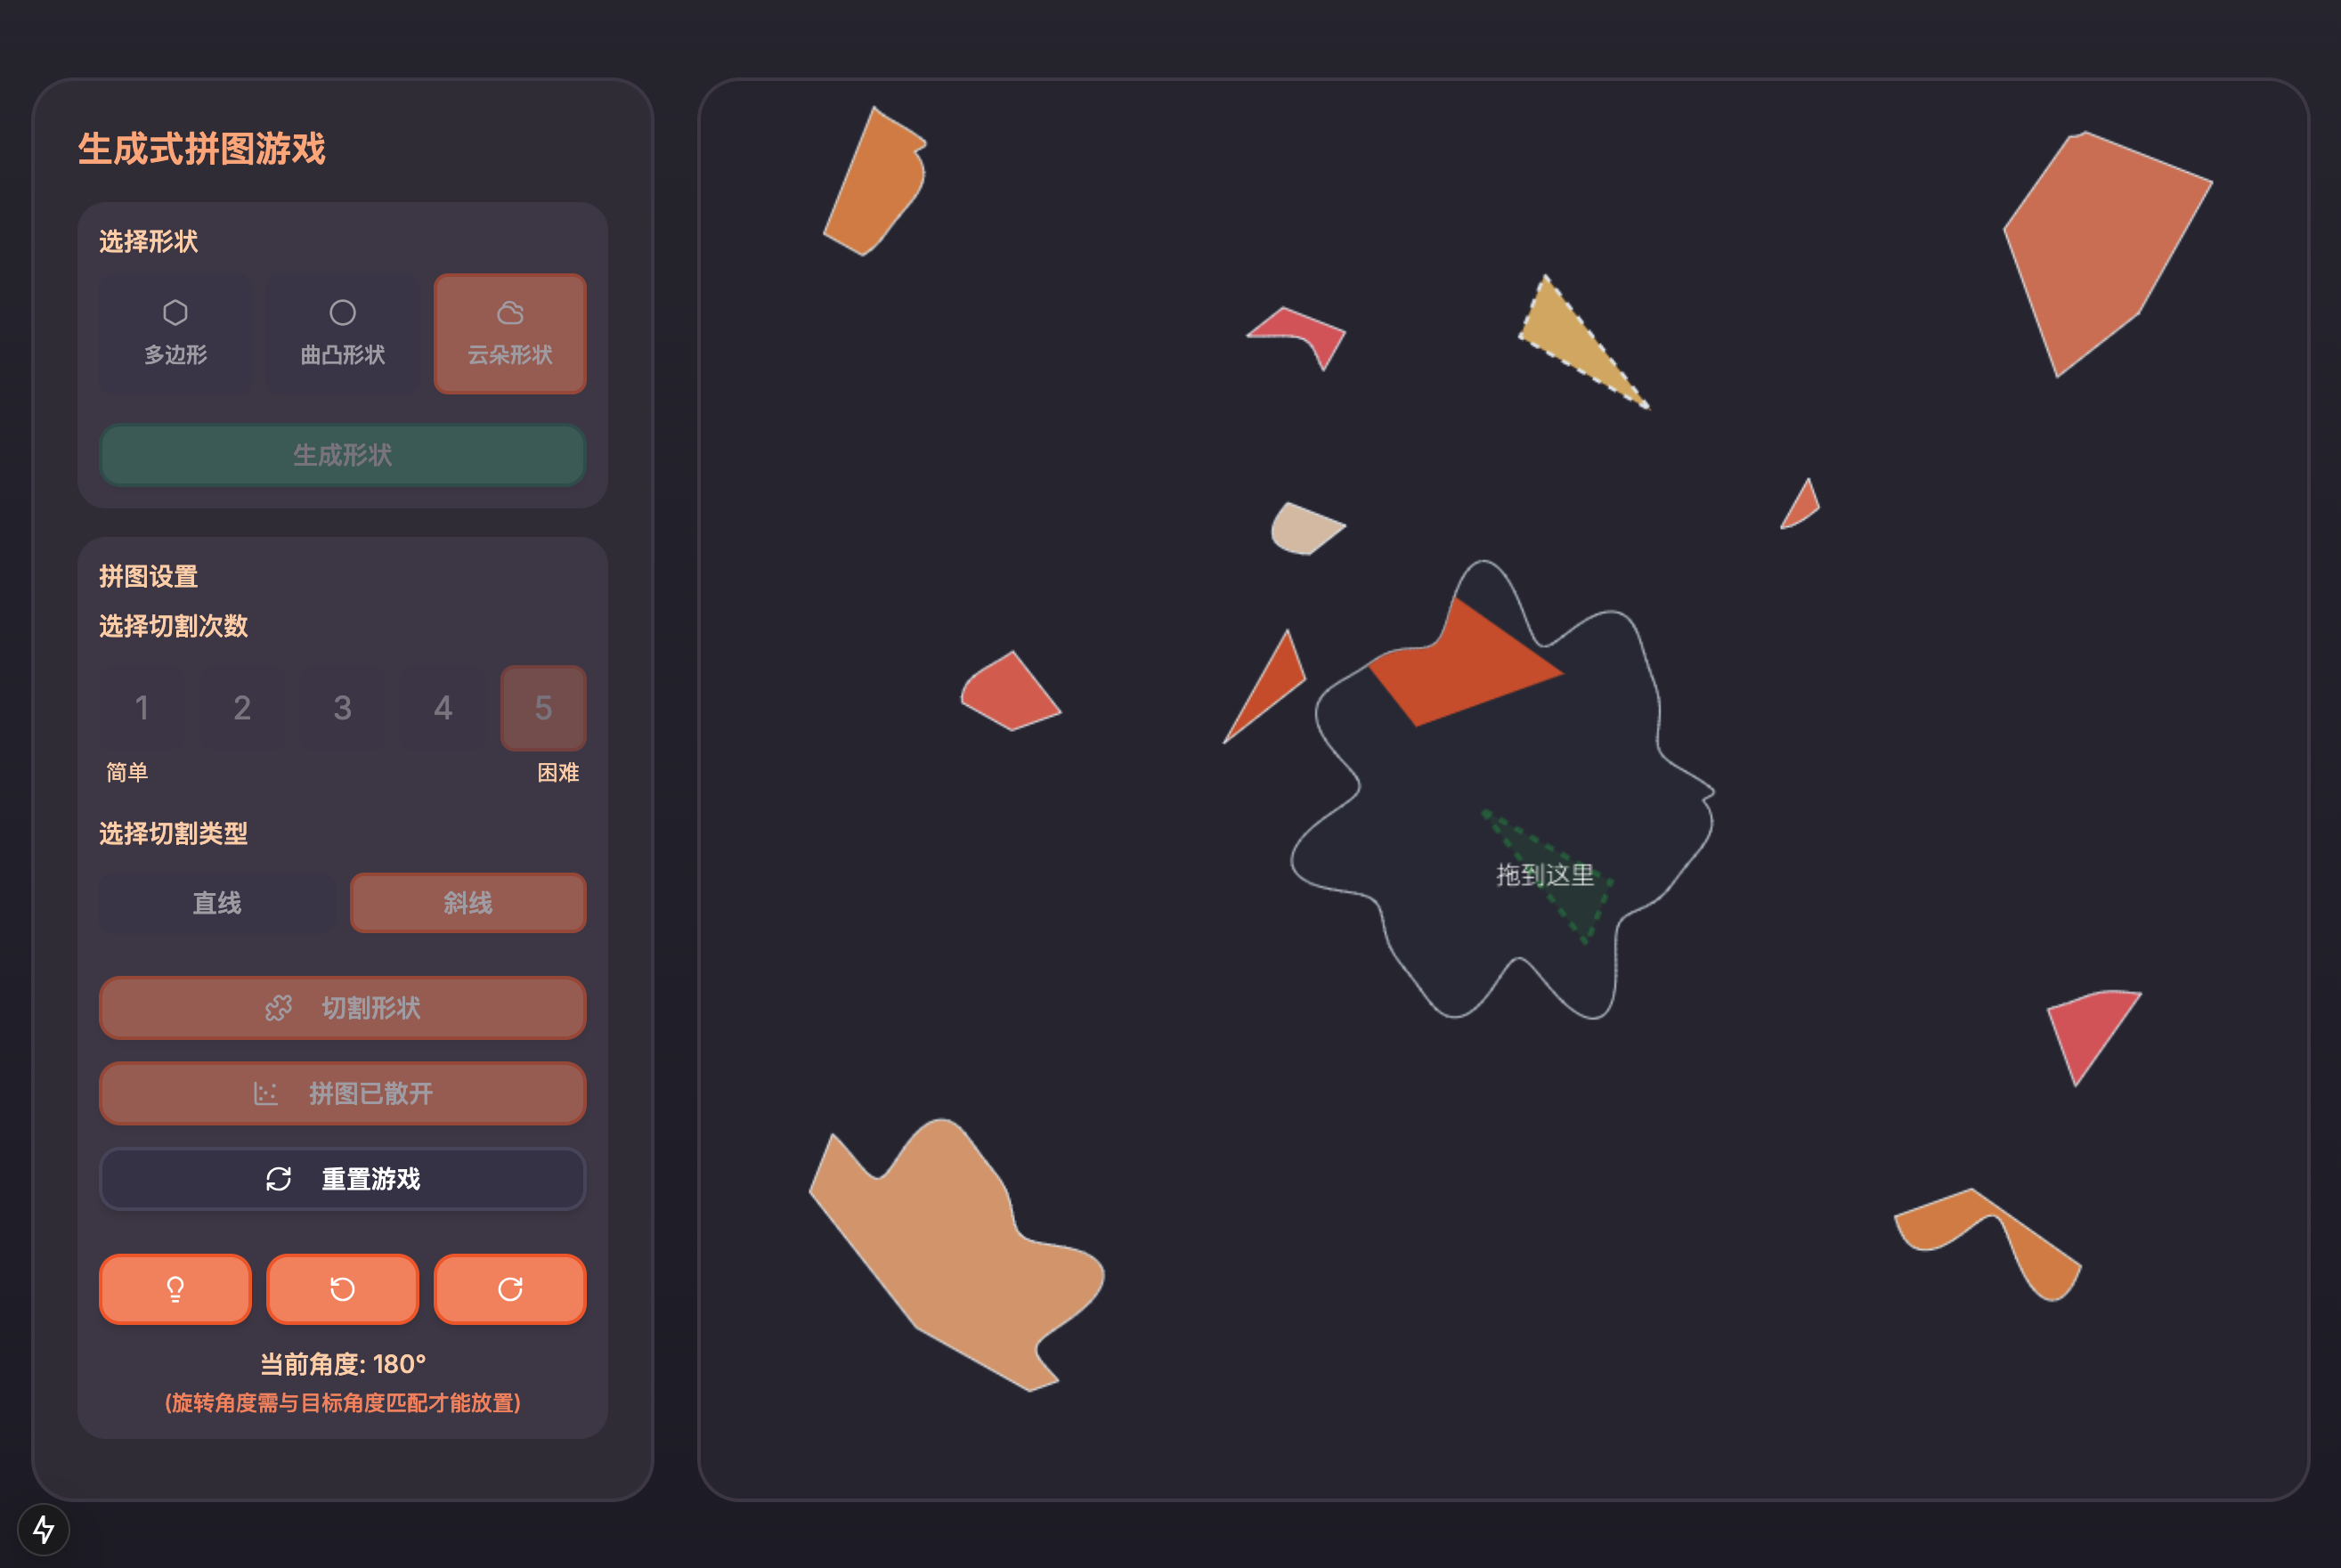 生成式拼图游戏
选择形状
多边形
曲凸形状
云朵形状
生成形状
拼图设置
选择切割次数
1
2
3
4
5
简单
困难
选择切割类型
直线
斜线
切割形状
拼图已散开
重置游戏
当前角度: 180°
(旋转角度需与目标角度匹配才能放置)
拖到这里